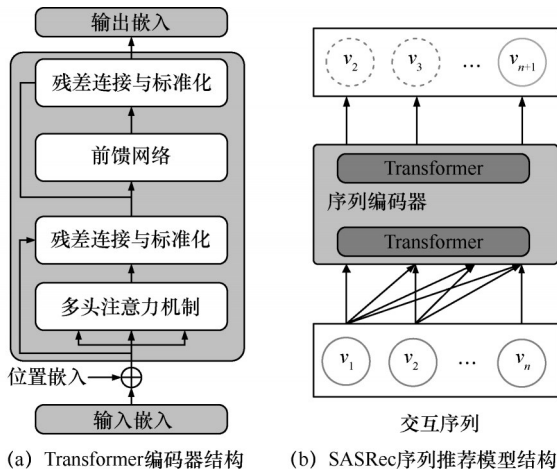 输出嵌入
残差连接与标准化
前馈网络
残差连接与标准化
多头注意力机制
位置嵌入
输入嵌入
(a) Transformer编码器结构
v2 v3 … vn+1
Transformer
序列编码器
Transformer
v1 v2 … vn
交互序列
(b) SASRec序列推荐模型结构